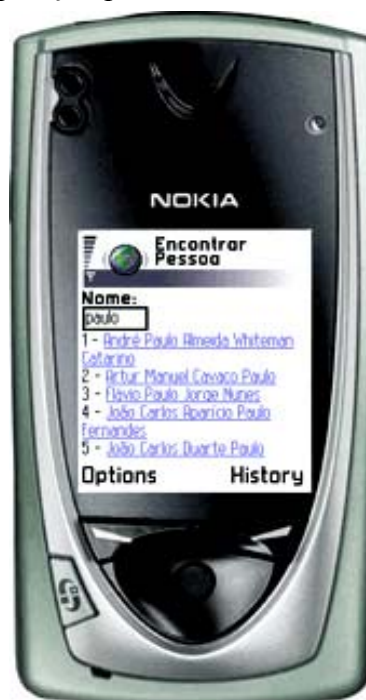 NOKIA
Encontrar
Pessoa
Nome:
paulo
1 - André Paulo Almeida Whiteman
Catarino
2 - Artur Manuel Cavaco Paulo
3 - Flávio Paulo Jorge Nunes
4 - João Carlos Aparício Paulo
Fernandes
5 - João Carlos Duarte Paulo
Options History